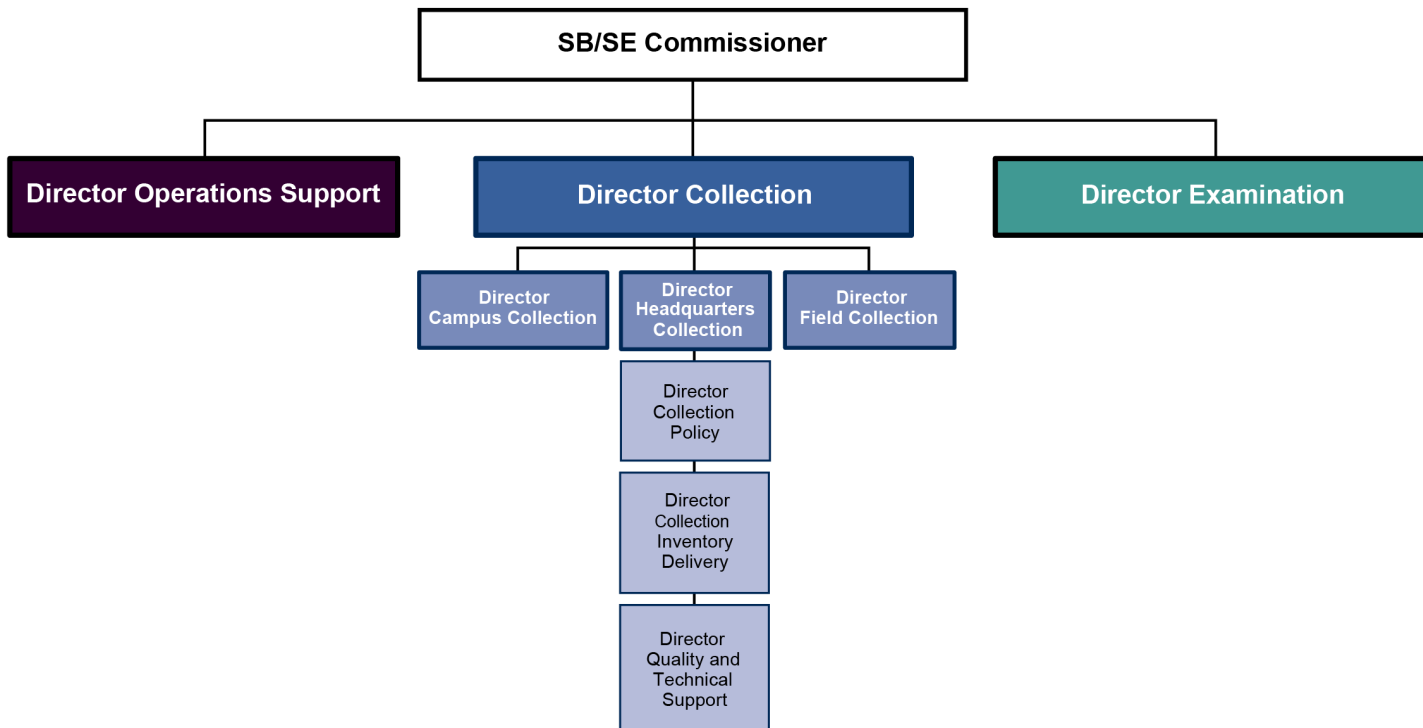 SB/SE Commissioner
Director Operations Support
Director Collection
Director Examination
Director
Campus Collection
Director
Headquarters
Collection
Director
Field Collection
Director
Collection
Policy
Director
Collection
Inventory
Delivery
Director
Quality and
Technical
Support